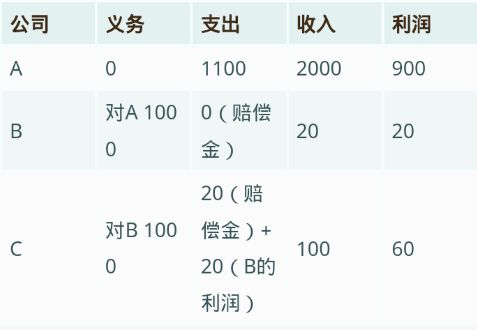 公司 义务 支出 收入 利润
A 0 1100 2000 900
对A 100 0（赔偿
B 20 20
0 金）
20（赔
对B 100 偿金）+
C 100 60
0 20（B的
利润）